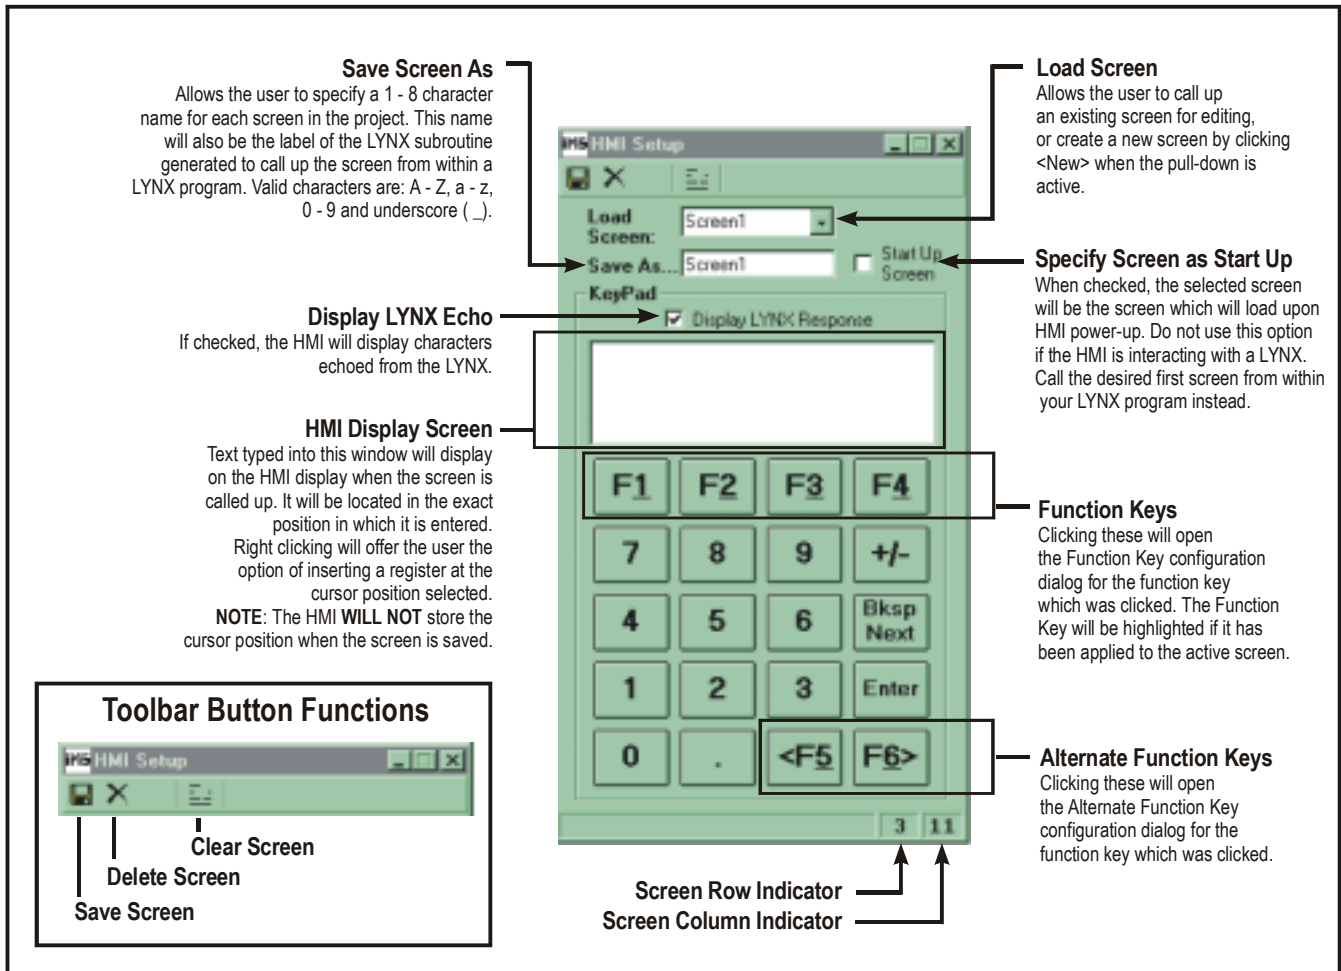 Save Screen As
Allows the user to specify a 1 - 8 character
name for each screen in the project. This name
will also be the label of the LYNX subroutine
generated to call up the screen from within a
LYNX program. Valid characters are: A - Z, a - z,
0 - 9 and underscore ( _).
Display LYNX Echo
If checked, the HMI will display characters
echoed from the LYNX.
HMI Display Screen
Text typed into this window will display
on the HMI display when the screen is
called up. It will be located in the exact
position in which it is entered.
Right clicking will offer the user the
option of inserting a register at the
cursor position selected.
NOTE: The HMI WILL NOT store the
cursor position when the screen is saved.
Toolbar Button Functions
iMS HMI Setup
Clear Screen
Delete Screen
Save Screen
iMS HMI Setup
Load
Screen:
Screen1
Save As...
Screen1
Start Up
Screen
KeyPad
Display LYNX Response
F1 F2 F3 F4
7 8 9 +/-
4 5 6 Bksp
Next
1 2 3 Enter
0 . <F5 F6>
3 11
Screen Row Indicator
Screen Column Indicator
Load Screen
Allows the user to call up
an existing screen for editing,
or create a new screen by clicking
<New> when the pull-down is
active.
Specify Screen as Start Up
When checked, the selected screen
will be the screen which will load upon
HMI power-up. Do not use this option
if the HMI is interacting with a LYNX.
Call the desired first screen from within
your LYNX program instead.
Function Keys
Clicking these will open
the Function Key configuration
dialog for the function key
which was clicked. The Function
Key will be highlighted if it has
been applied to the active screen.
Alternate Function Keys
Clicking these will open
the Alternate Function Key
configuration dialog for the
function key which was clicked.